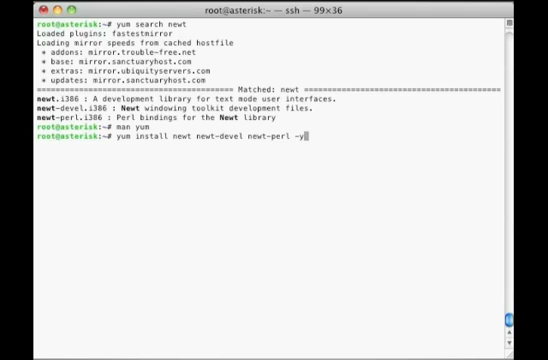 root@asterisk:~ — ssh — 99×36
root@asterisk:~# yum search newt
Loaded plugins: fastestmirror
Loading mirror speeds from cached hostfile
* addons: mirror.trouble-free.net
* base: mirror.sanctuaryhost.com
* extras: mirror.ubiquityservers.com
* updates: mirror.sanctuaryhost.com
======================================== Matched: newt ========================================
newt.i386 : A development library for text mode user interfaces.
newt-devel.i386 : Newt windowing toolkit development files.
newt-perl.i386 : Perl bindings for the Newt library
root@asterisk:~# man yum
root@asterisk:~# yum install newt newt-devel newt-perl -y